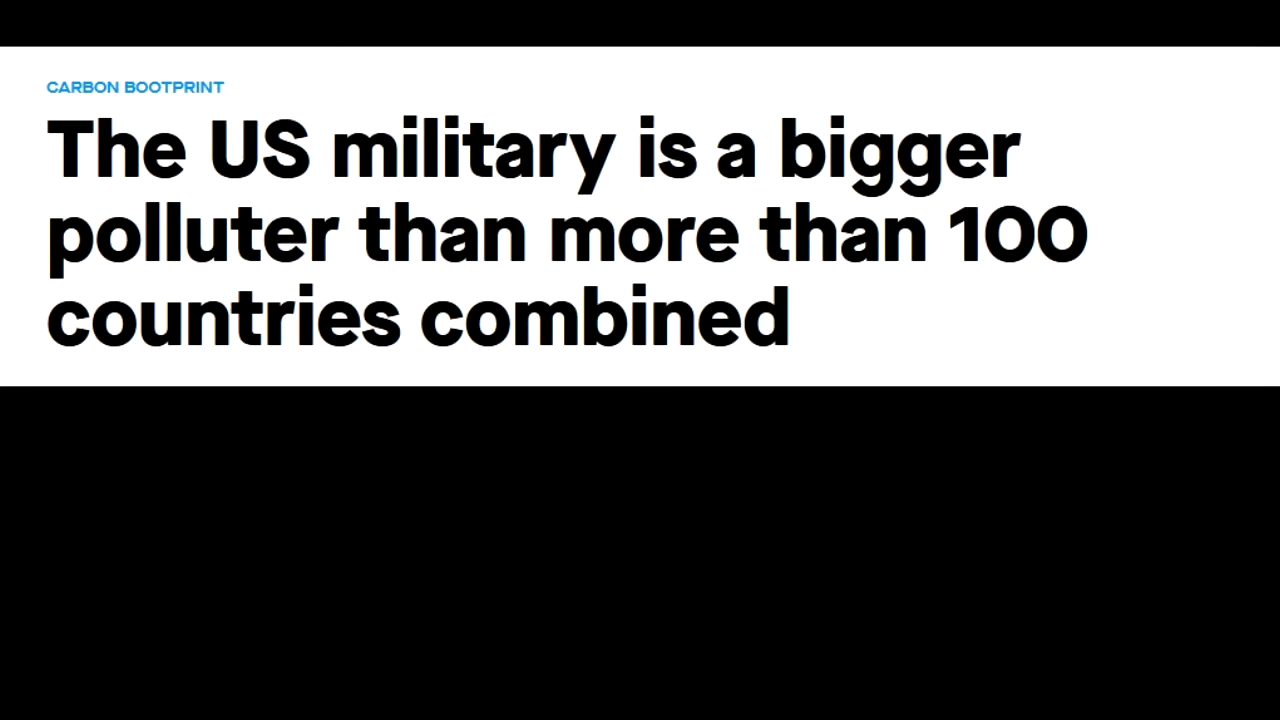 CARBON BOOTPRINT
The US military is a bigger
polluter than more than 100
countries combined